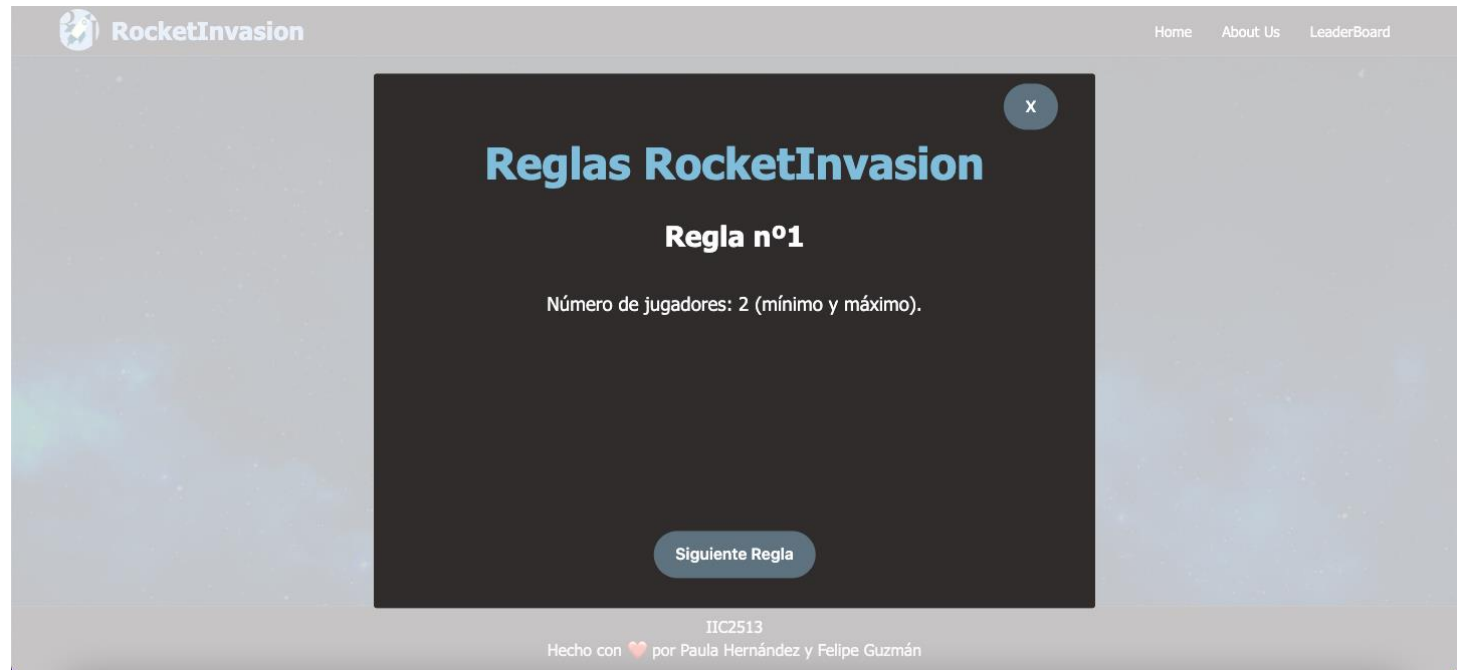 RocketInvasion
Home About Us LeaderBoard
X
Reglas RocketInvasion
Regla nº1
Número de jugadores: 2 (mínimo y máximo).
Siguiente Regla
IIC2513
Hecho con ❤️ por Paula Hernández y Felipe Guzmán